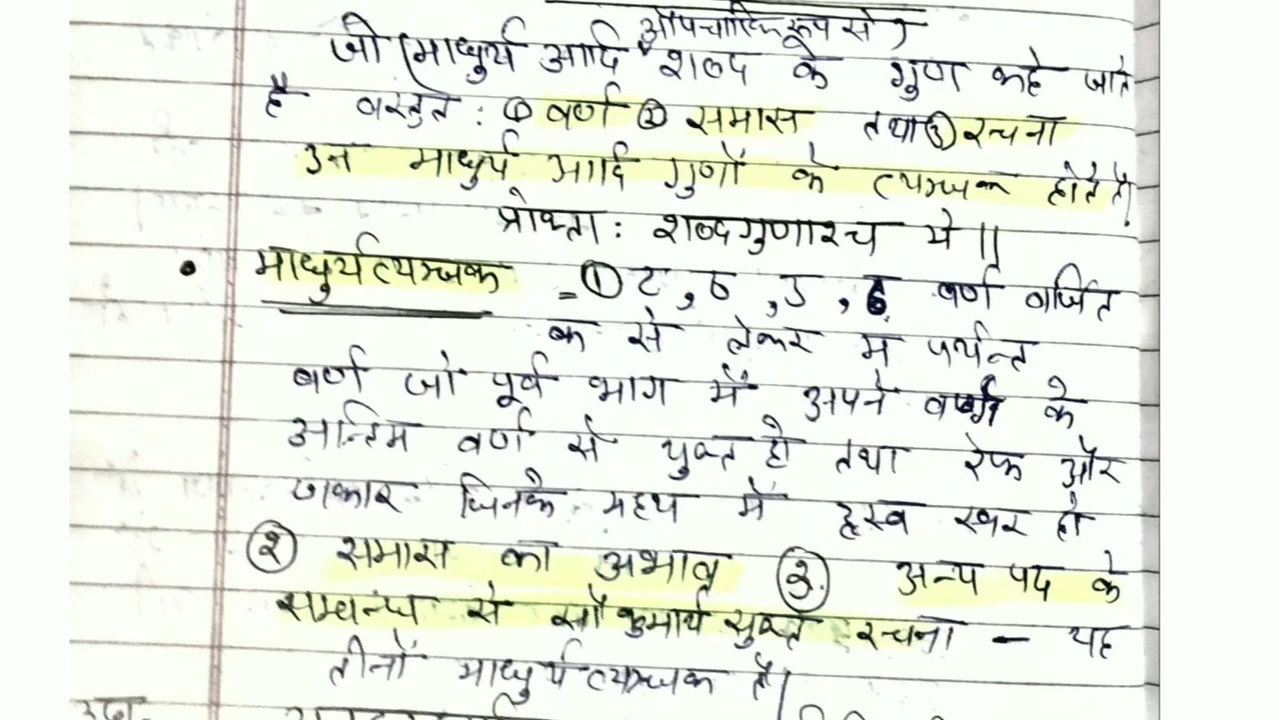 औपचारिक रूप से
जो (माधुर्य आदि शब्द के गुण कहे जाते
है वस्तुत: ① वर्ण ② समास तथा ③ रचना
उन माधुर्य आदि गुणों के व्यञ्जक होते है।
प्रोक्ता: शब्दगुणाश्च ये ॥
• माधुर्यव्यञ्जक = ① ट, ठ, ड, ढ वर्ण वर्जित
क से लेकर म पर्यन्त
वर्ण जो पूर्व भाग में अपने वर्ग के
अन्तिम वर्ण से युक्त हो तथा रेफ और
णकार जिनके मध्य में ह्रस्व स्वर हो
② समास का अभाव ③. अन्य पद के
सम्बन्ध से सौकुमार्य युक्त रचना – यह
तीनों माधुर्यव्यञ्जक है।